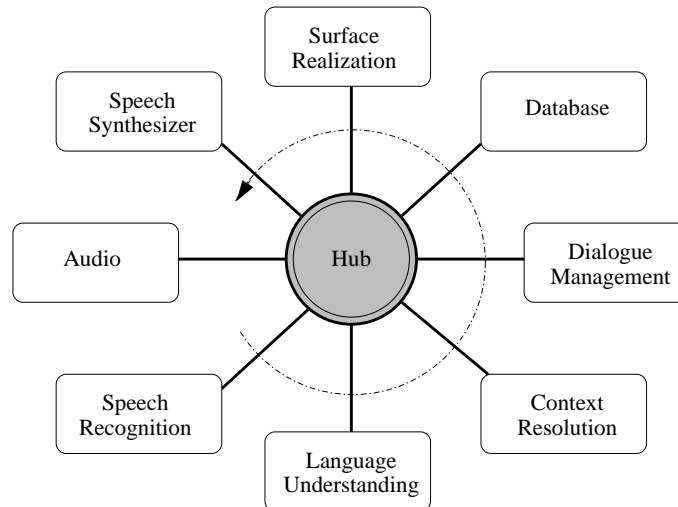 Surface
Realization
Speech
Synthesizer
Database
Audio
Hub
Dialogue
Management
Speech
Recognition
Context
Resolution
Language
Understanding